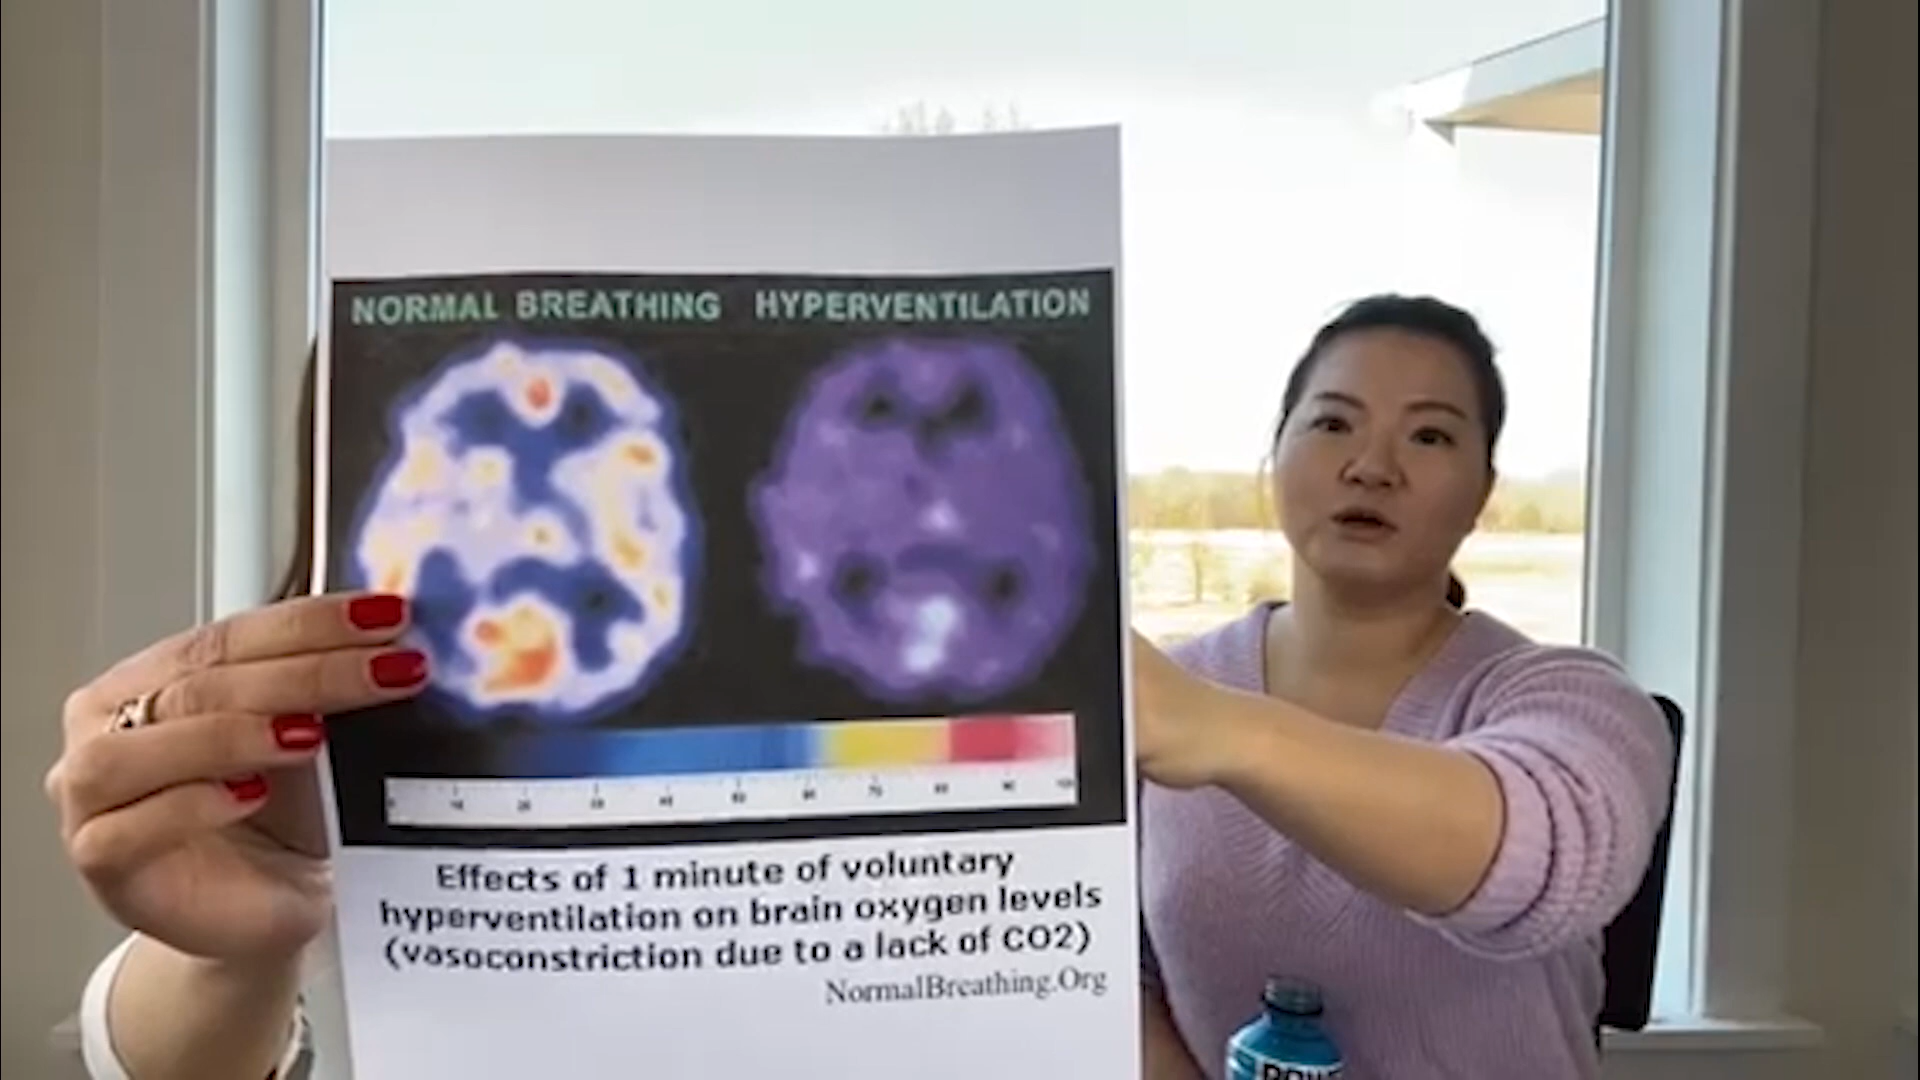 NORMAL BREATHING HYPERVENTILATION
Effects of 1 minute of voluntary
hyperventilation on brain oxygen levels
(vasoconstriction due to a lack of CO2)
NormalBreathing.Org